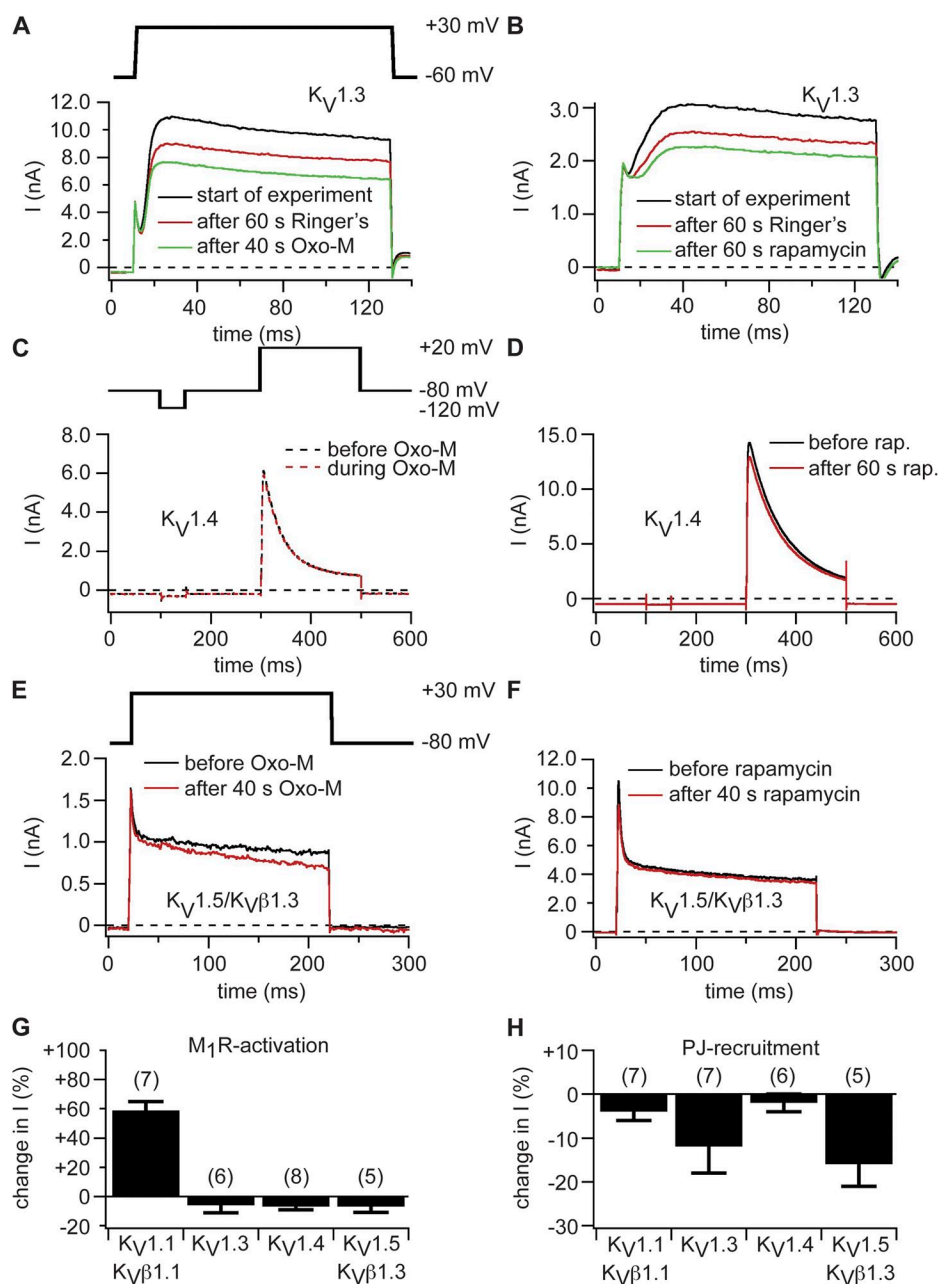 A
+30 mV
-60 mV
KV1.3
12.0
10.0
8.0
6.0
4.0
2.0
0
I (nA)
start of experiment
after 60 s Ringer's
after 40 s Oxo-M
0 40 80 120
time (ms)
B
KV1.3
3.0
2.0
1.0
0
I (nA)
start of experiment
after 60 s Ringer's
after 60 s rapamycin
0 40 80 120
time (ms)
C
+20 mV
-80 mV
-120 mV
8.0
6.0
4.0
2.0
0
I (nA)
before Oxo-M
during Oxo-M
KV1.4
0 200 400 600
time (ms)
D
15.0
10.0
5.0
0
I (nA)
before rap.
after 60 s rap.
KV1.4
0 200 400 600
time (ms)
E
+30 mV
-80 mV
2.0
1.5
1.0
0.5
0
I (nA)
before Oxo-M
after 40 s Oxo-M
KV1.5/KVβ1.3
0 100 200 300
time (ms)
F
12.0
10.0
8.0
6.0
4.0
2.0
0
I (nA)
before rapamycin
after 40 s rapamycin
KV1.5/KVβ1.3
0 100 200 300
time (ms)
G
M1R-activation
+100
+80
+60
+40
+20
0
-20
change in I (%)
(7) (6) (8) (5)
KV1.1 KV1.3 KV1.4 KV1.5
KVβ1.1 KVβ1.3
H
PJ-recruitment
+10
0
-10
-20
-30
change in I (%)
(7) (7) (6) (5)
KV1.1 KV1.3 KV1.4 KV1.5
KVβ1.1 KVβ1.3